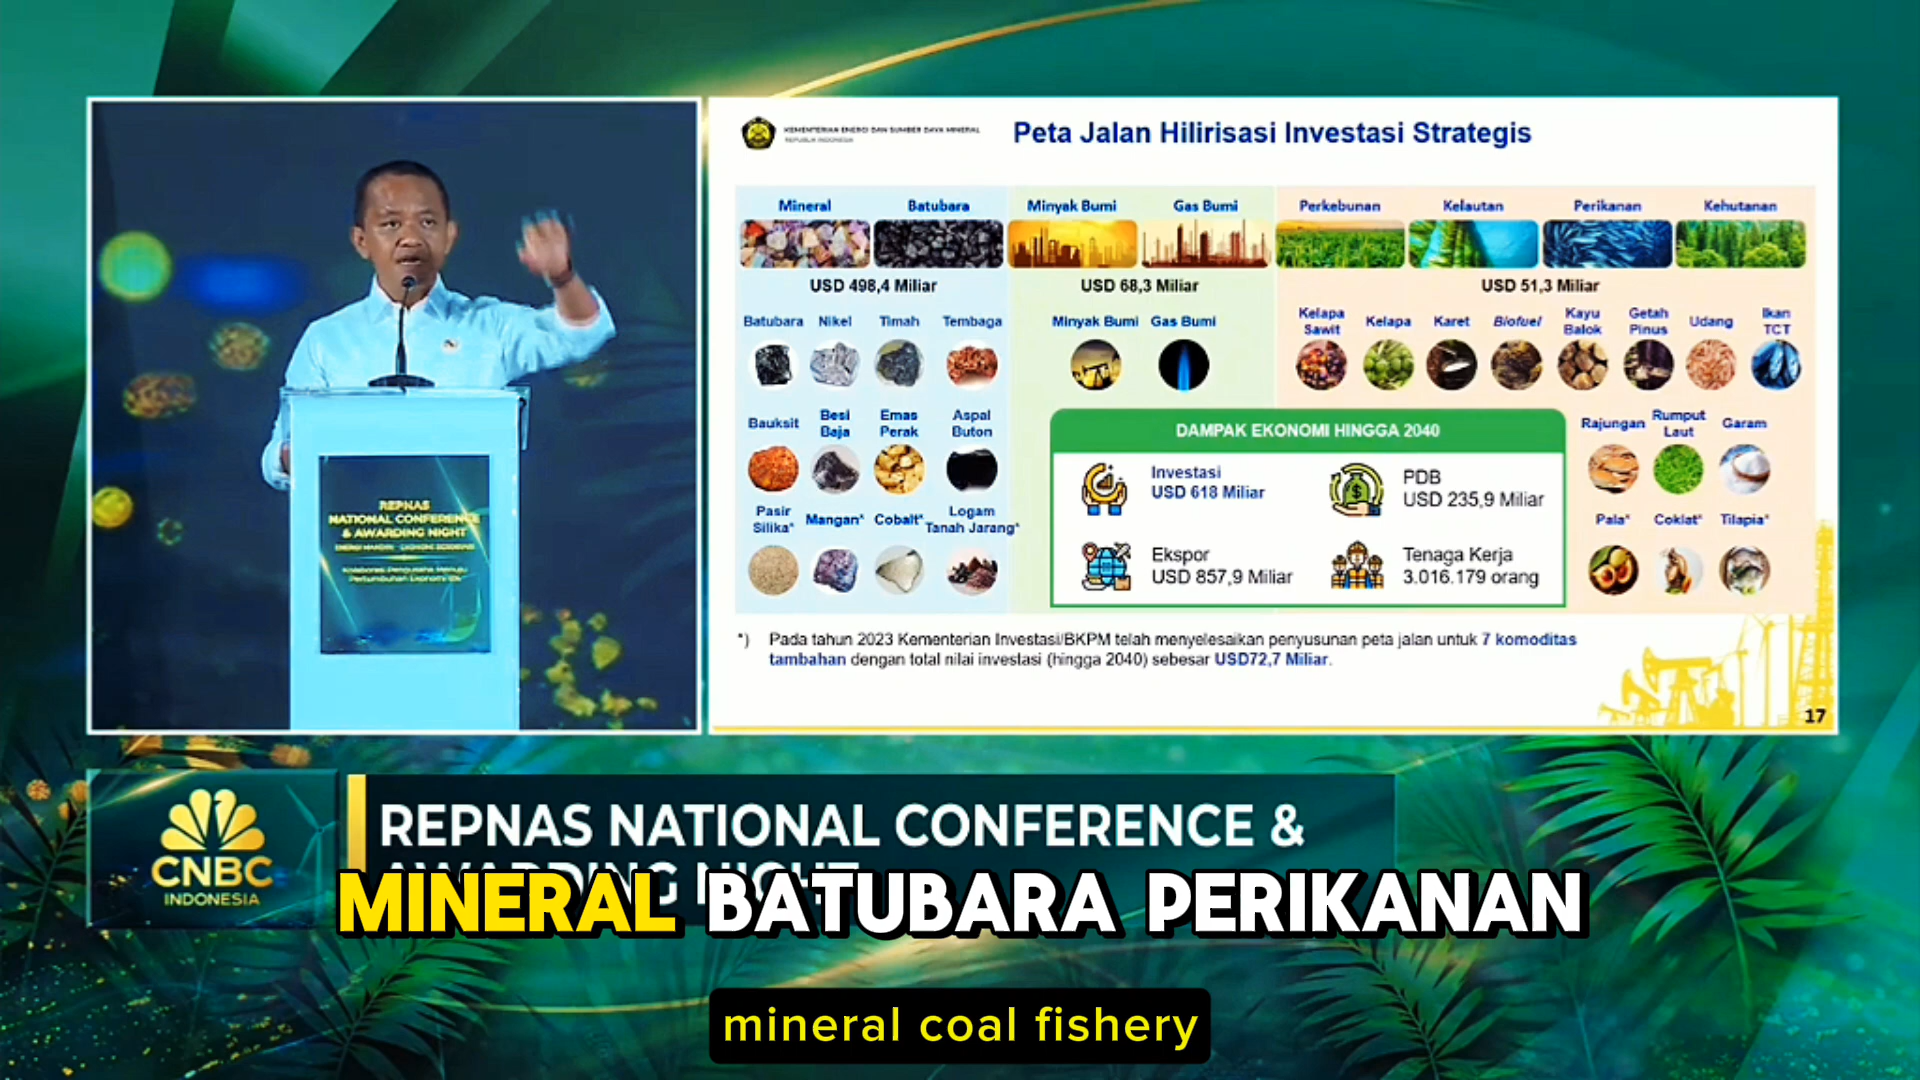 KEMENTERIAN ENERGI DAN SUMBER DAYA MINERAL
REPUBLIK INDONESIA
Peta Jalan Hilirisasi Investasi Strategis
Mineral Batubara Minyak Bumi Gas Bumi Perkebunan Kelautan Perikanan Kehutanan
USD 498,4 Miliar USD 68,3 Miliar USD 51,3 Miliar
Batubara Nikel Timah Tembaga
Minyak Bumi Gas Bumi
Kelapa Sawit Kelapa Karet Biofuel Kayu Balok Getah Pinus Udang Ikan TCT
Bauksit Besi Baja Emas Perak Aspal Buton
Rajungan Rumput Laut Garam
Pasir Silika* Mangan* Cobalt* Logam Tanah Jarang*
Pala* Coklat* Tilapia*
DAMPAK EKONOMI HINGGA 2040
Investasi
USD 618 Miliar
PDB
USD 235,9 Miliar
Ekspor
USD 857,9 Miliar
Tenaga Kerja
3.016.179 orang
*) Pada tahun 2023 Kementerian Investasi/BKPM telah menyelesaikan penyusunan peta jalan untuk 7 komoditas
tambahan dengan total nilai investasi (hingga 2040) sebesar USD72,7 Miliar.
17
REPNAS
NATIONAL CONFERENCE
& AWARDING NIGHT
Kolaborasi Pengusaha Menuju
Pertumbuhan Ekonomi
CNBC
INDONESIA
REPNAS NATIONAL CONFERENCE &
AWARDING NIGHT
MINERAL BATUBARA PERIKANAN
mineral coal fishery